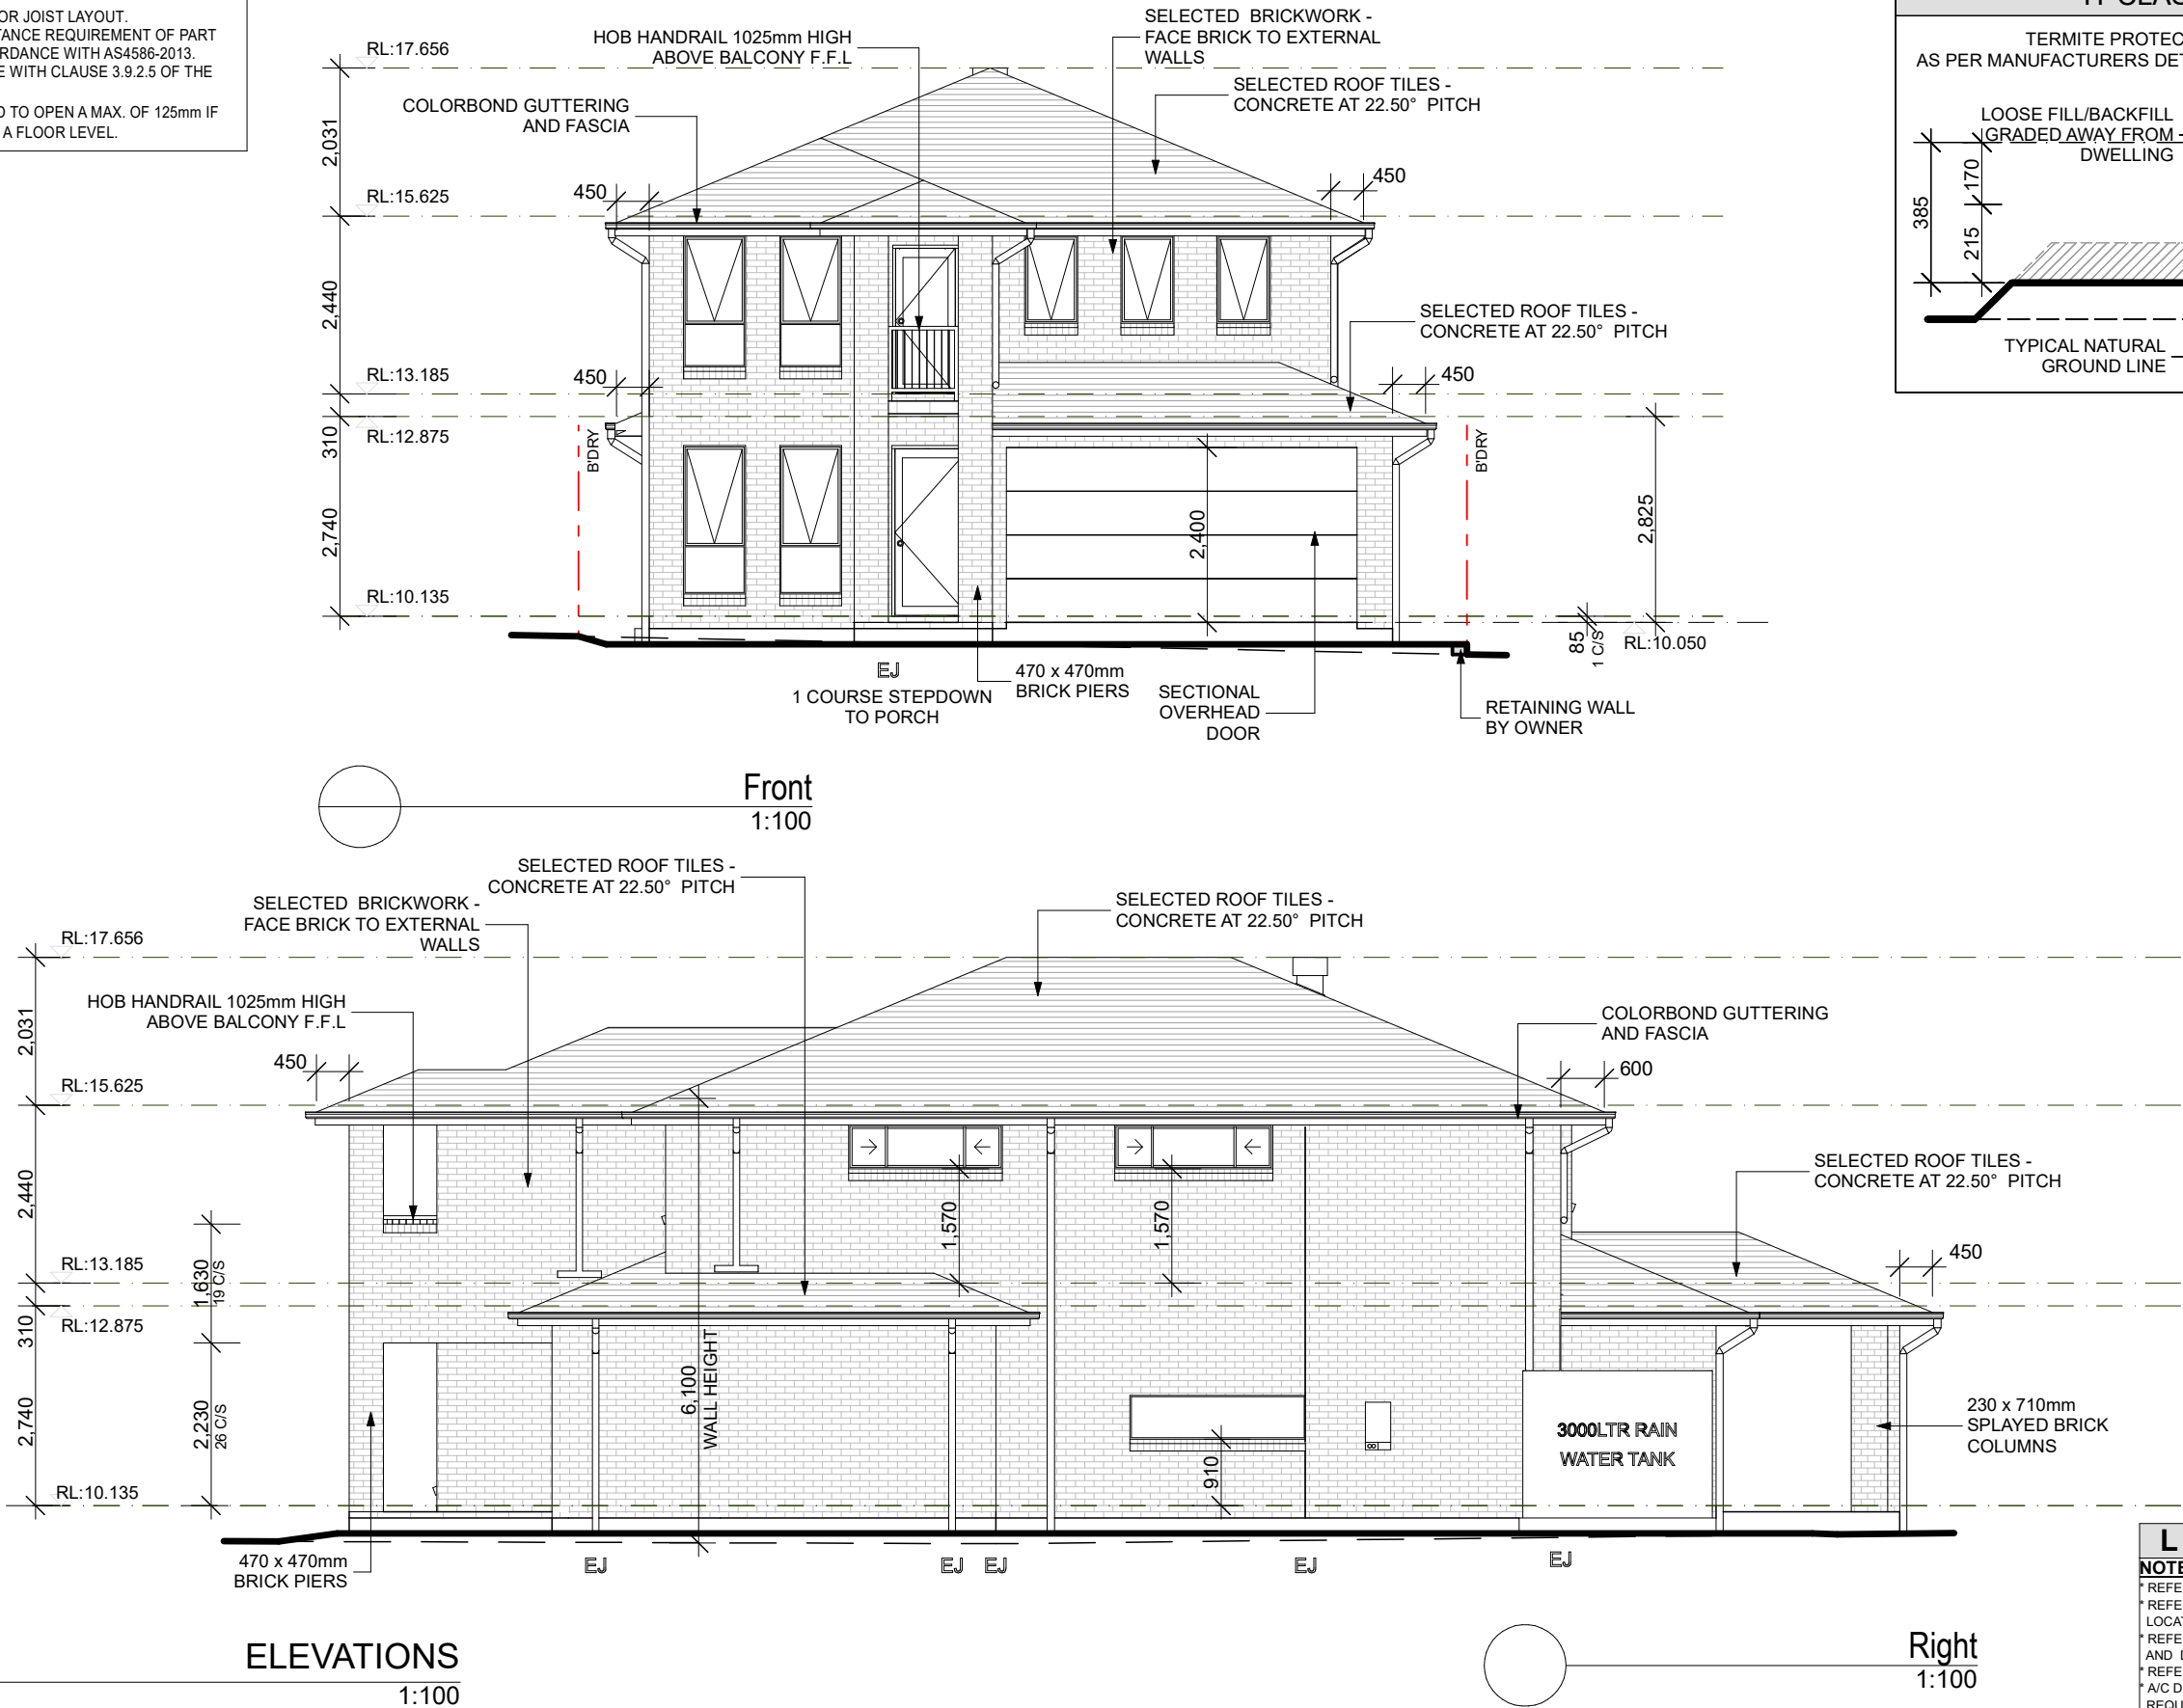 OR JOIST LAYOUT.
TANCE REQUIREMENT OF PART
RDANCE WITH AS4586-2013.
E WITH CLAUSE 3.9.2.5 OF THE
D TO OPEN A MAX. OF 125mm IF
A FLOOR LEVEL.
TERMITE PROTEC
AS PER MANUFACTURERS DET
LOOSE FILL/BACKFILL
GRADED AWAY FROM
DWELLING
385
170
215
TYPICAL NATURAL
GROUND LINE
HOB HANDRAIL 1025mm HIGH
ABOVE BALCONY F.F.L
SELECTED BRICKWORK -
FACE BRICK TO EXTERNAL
WALLS
SELECTED ROOF TILES -
CONCRETE AT 22.50° PITCH
COLORBOND GUTTERING
AND FASCIA
RL:17.656
2,031
RL:15.625
450
450
2,440
SELECTED ROOF TILES -
CONCRETE AT 22.50° PITCH
RL:13.185
450
450
310
RL:12.875
B'DRY
B'DRY
2,740
2,400
2,825
RL:10.135
85
1 C/S
RL:10.050
EJ
1 COURSE STEPDOWN
TO PORCH
470 x 470mm
BRICK PIERS
SECTIONAL
OVERHEAD
DOOR
RETAINING WALL
BY OWNER
Front
1:100
SELECTED ROOF TILES -
CONCRETE AT 22.50° PITCH
SELECTED BRICKWORK -
FACE BRICK TO EXTERNAL
WALLS
SELECTED ROOF TILES -
CONCRETE AT 22.50° PITCH
RL:17.656
HOB HANDRAIL 1025mm HIGH
ABOVE BALCONY F.F.L
COLORBOND GUTTERING
AND FASCIA
2,031
450
600
RL:15.625
SELECTED ROOF TILES -
CONCRETE AT 22.50° PITCH
2,440
1,570
1,570
RL:13.185
1,630
19 C/S
450
310
RL:12.875
6,100
WALL HEIGHT
2,740
2,230
26 C/S
910
3000LTR RAIN
WATER TANK
230 x 710mm
SPLAYED BRICK
COLUMNS
RL:10.135
470 x 470mm
BRICK PIERS
EJ
EJ
EJ
EJ
EJ
ELEVATIONS
1:100
Right
1:100
L
NOTE
* REFE
* REFE
LOCAT
* REFE
AND
* REFE
* A/C D
REQU